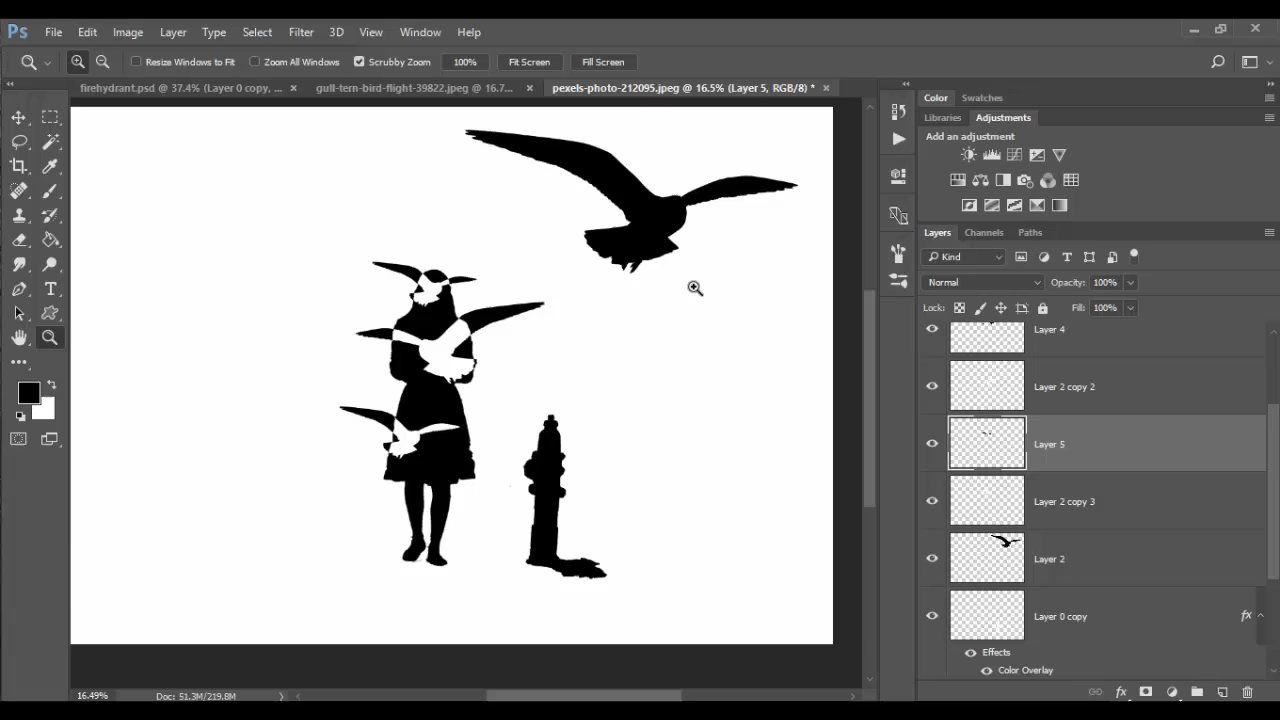 Ps File Edit Image Layer Type Select Filter 3D View Window Help
Resize Windows to Fit Zoom All Windows Scrubby Zoom 100% Fit Screen Fill Screen
firehydrant.psd @ 37.4% (Layer 0 copy, ... × gull-tern-bird-flight-39822.jpeg @ 16.7... × pexels-photo-212095.jpeg @ 16.5% (Layer 5, RGB/8) * ×
Color Swatches
Libraries Adjustments
Add an adjustment
Layers Channels Paths
Kind
Normal Opacity: 100%
Lock: Fill: 100%
Layer 4
Layer 2 copy 2
Layer 5
Layer 2 copy 3
Layer 2
Layer 0 copy fx
Effects
Color Overlay
16.49% Doc: 51.3M/219.8M fx